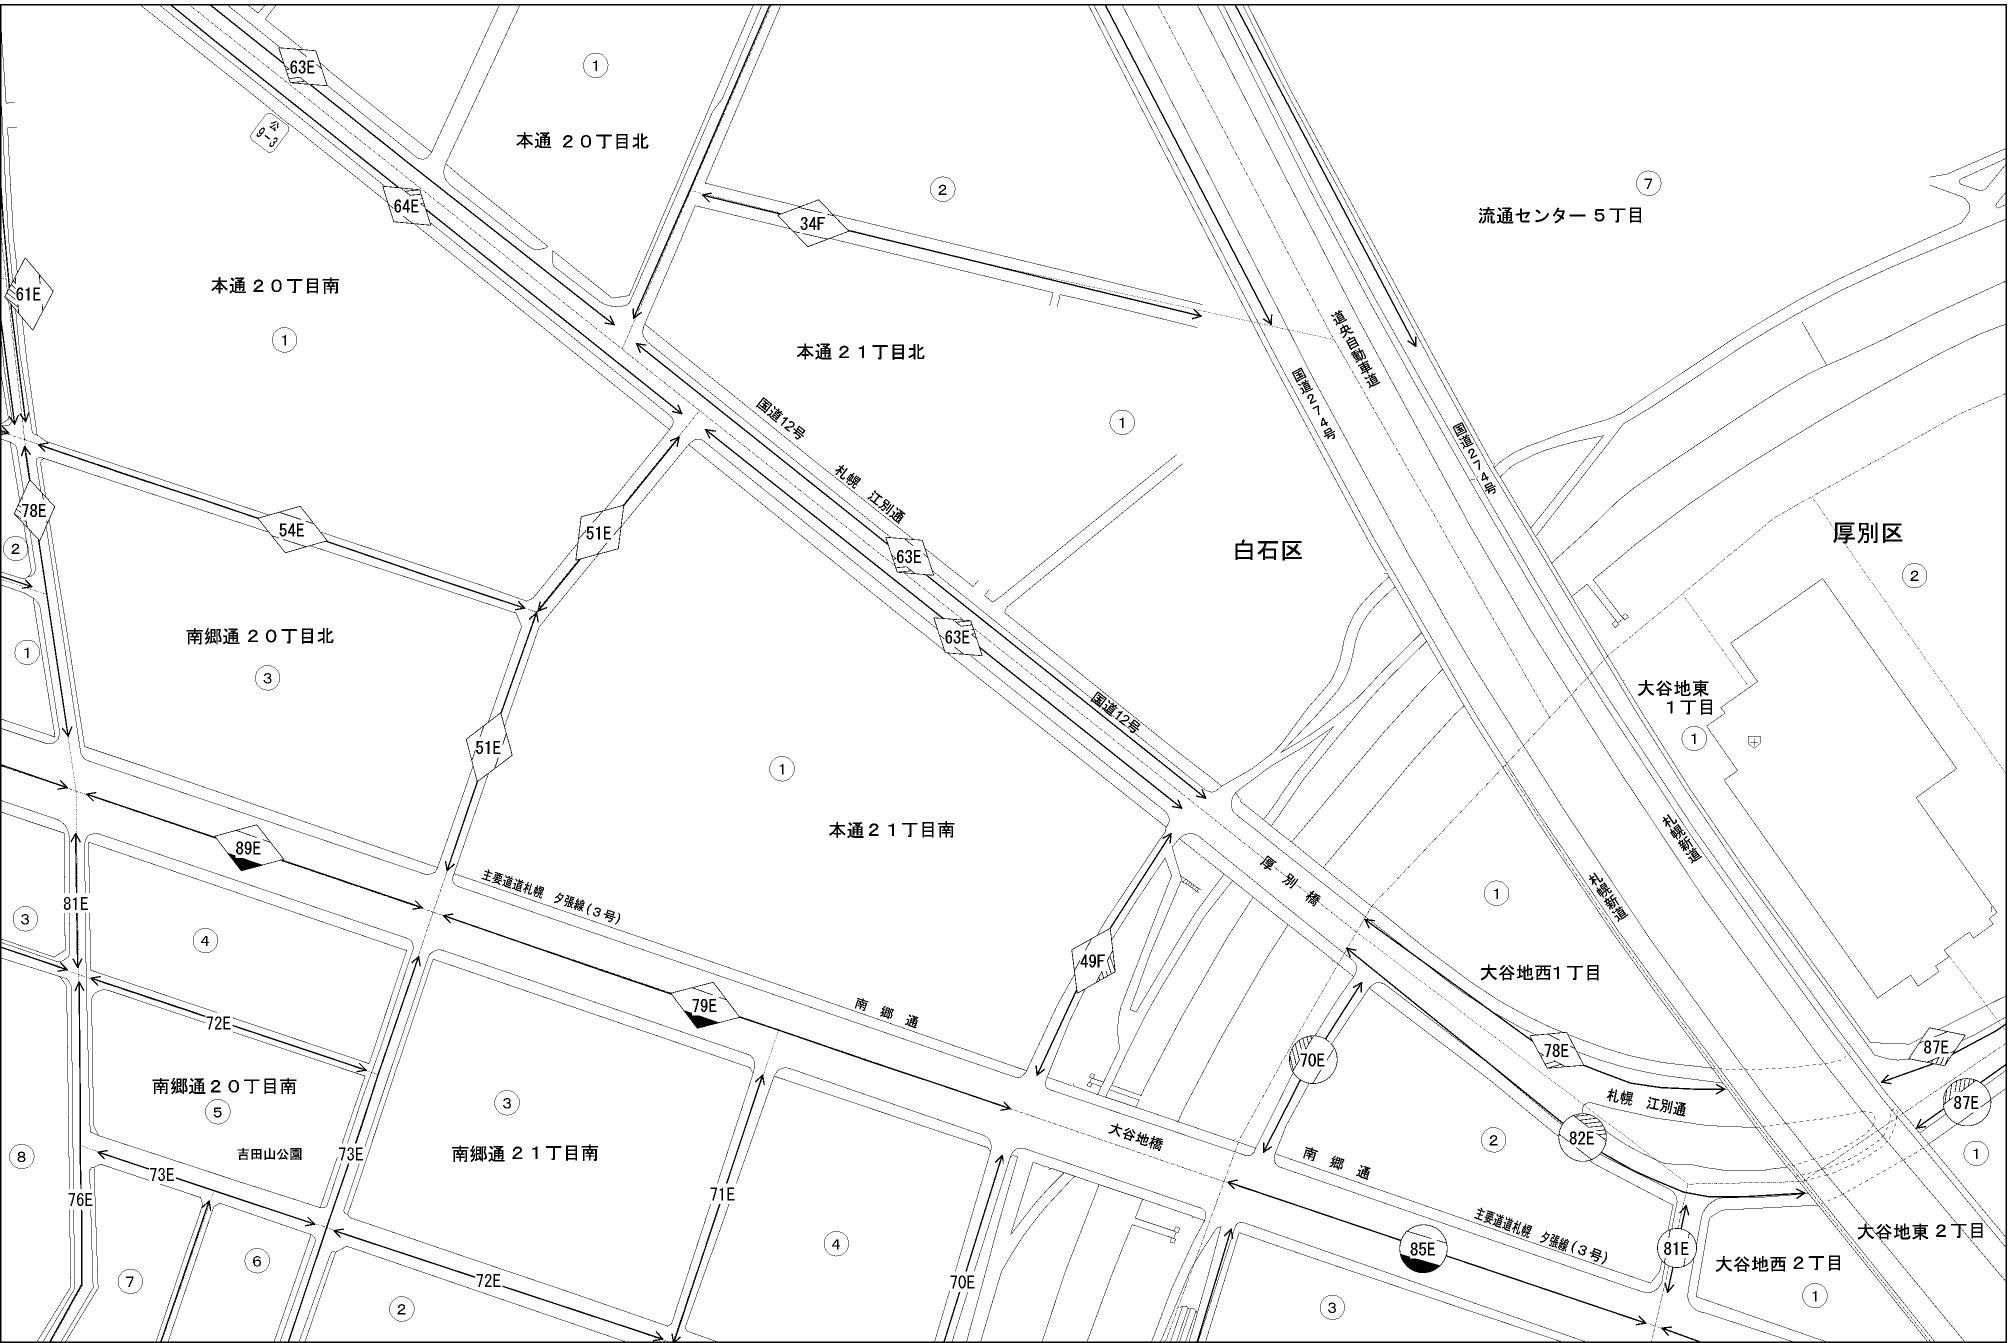 63E
①
公
9-3
本通 ２０丁目北
②
⑦
64E
流通センター ５丁目
34F
61E
本通２０丁目南
①
道央自動車道
本通２１丁目北
国道274号
国道12号
①
国道274号
札幌 江別通
78E
54E
51E
②
63E
白石区
厚別区
②
南郷通２０丁目北
63E
①
③
大谷地東
１丁目
国道12号
51E
①
①
本通２１丁目南
札幌新道
89E
厚別橋
主要道道札幌 夕張線(３号)
①
札幌新道
81E
③
④
49F
大谷地西1丁目
南郷通
79E
72E
78E
87E
70E
南郷通２０丁目南
⑤
③
札幌 江別通
87E
大谷地橋
82E
②
吉田山公園
73E
南郷通２１丁目南
⑧
73E
南郷通
①
76E
71E
主要道道札幌 夕張線(３号)
大谷地東 ２丁目
④
85E
81E
⑥
大谷地西 ２丁目
⑦
72E
70E
②
③
①